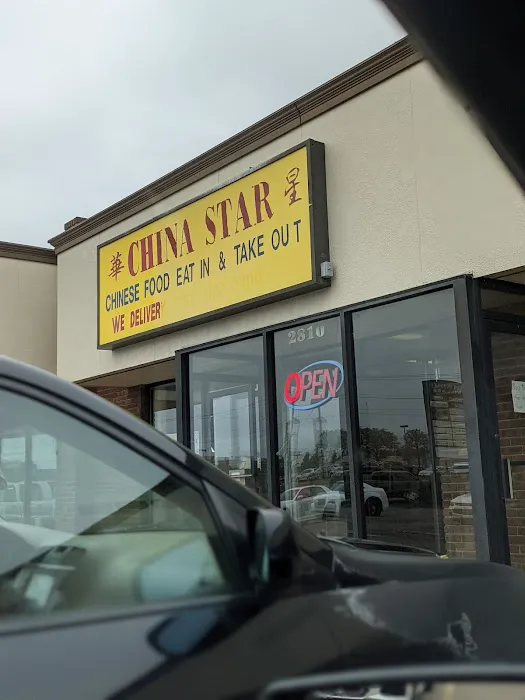 華 CHINA STAR 星
CHINESE FOOD EAT IN & TAKE OUT
WE DELIVER
2810
OPEN